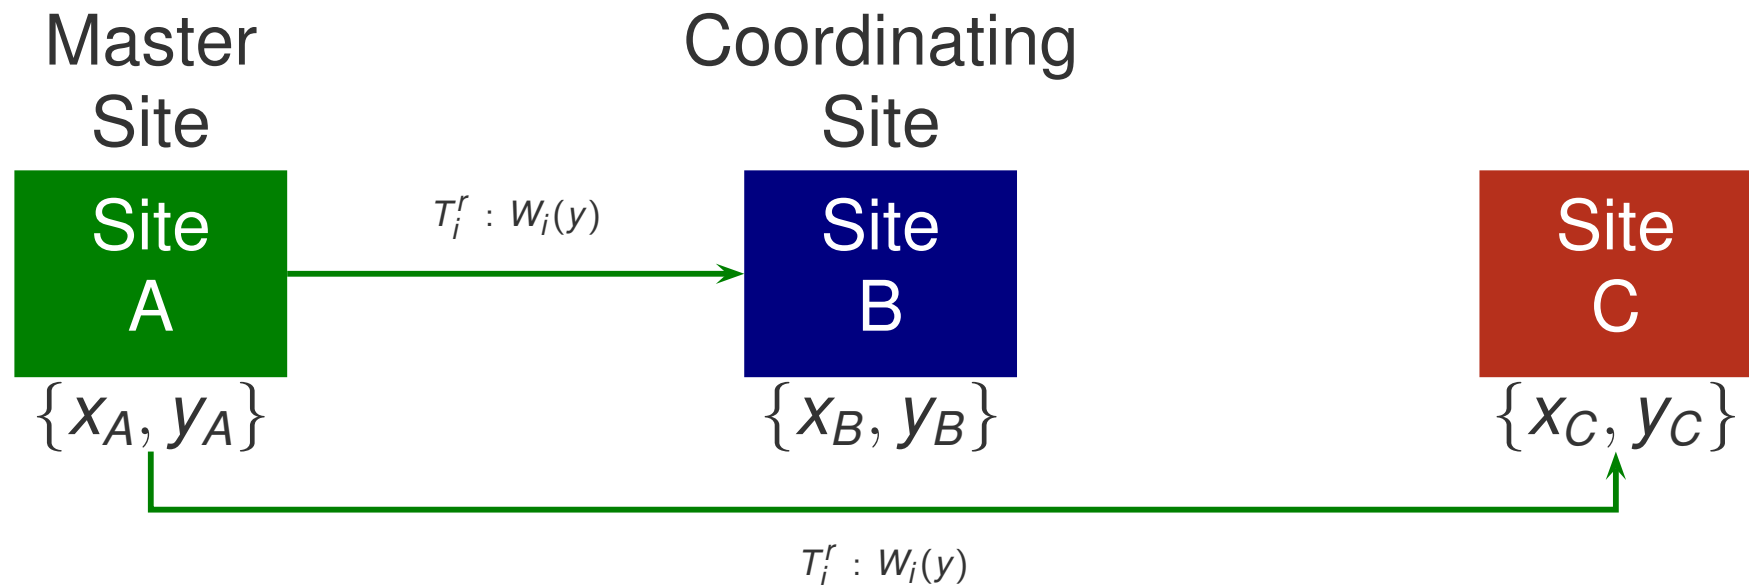 Master
Site
Coordinating
Site
Site
A
T_i^r : W_i(y)
Site
B
Site
C
{x_A, y_A}
{x_B, y_B}
{x_C, y_C}
T_i^r : W_i(y)